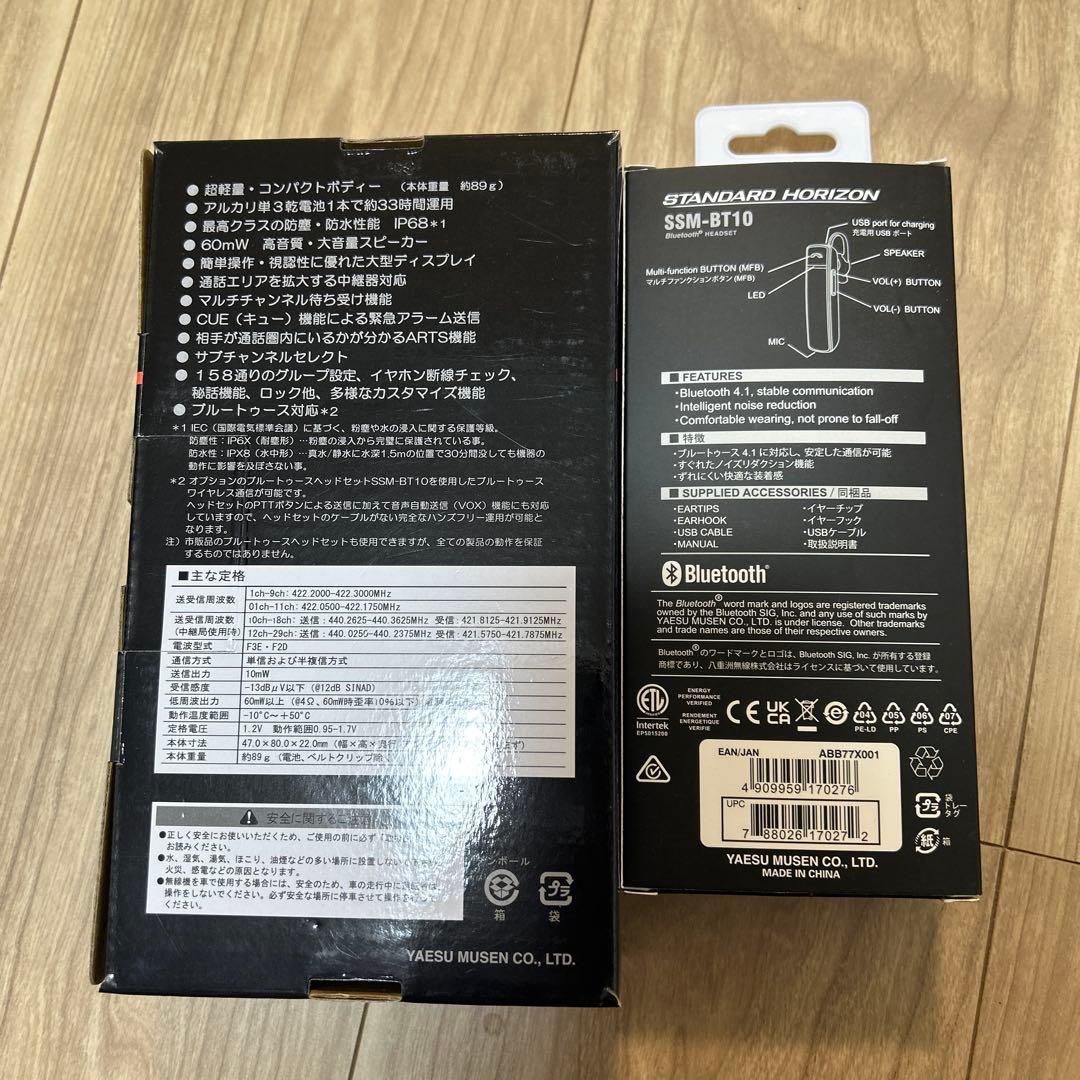 ● 超軽量・コンパクトボディー （本体重量 約89g）
● アルカリ単3乾電池1本で約33時間運用
● 最高クラスの防塵・防水性能 IP68*1
● 60mW 高音質・大音量スピーカー
● 簡単操作・視認性に優れた大型ディスプレイ
● 通話エリアを拡大する中継器対応
● マルチチャンネル待ち受け機能
● CUE（キュー）機能による緊急アラーム送信
● 相手が通話圏内にいるかが分かるARTS機能
● サブチャンネルセレクト
● 158通りのグループ設定、イヤホン断線チェック、
秘話機能、ロック他、多様なカスタマイズ機能
● ブルートゥース対応*2
*1 IEC（国際電気標準会議）に基づく、粉塵や水の浸入に関する保護等級。
防塵性：IP6X（耐塵形）…粉塵の浸入から完璧に保護されている事。
防水性：IPX8（水中形）…真水/静水に水深1.5mの位置で30分間没しても機器の
動作に影響を及ぼさない事。
*2 オプションのブルートゥースヘッドセットSSM-BT10を使用したブルートゥース
ワイヤレス通信が可能です。
ヘッドセットのPTTボタンによる送信に加えて音声自動送信（VOX）機能にも対応
していますので、ヘッドセットのケーブルがない完全なハンズフリー運用が可能と
なります。
注）市販品のブルートゥースヘッドセットも使用できますが、全ての製品の動作を保証
するものではありません。
■主な定格
送受信周波数 1ch-9ch：422.2000-422.3000MHz
01ch-11ch：422.0500-422.1750MHz
送受信周波数 10ch-18ch：送信：440.2625-440.3625MHz 受信：421.8125-421.9125MHz
（中継局使用時） 12ch-29ch：送信：440.0250-440.2375MHz 受信：421.5750-421.7875MHz
電波型式 F3E・F2D
通信方式 単信および半複信方式
送信出力 10mW
受信感度 -13dBμV以下（@12dB SINAD）
低周波出力 60mW以上（@4Ω、60mW時歪率10%以下）
動作温度範囲 -10°C～+50°C
定格電圧 1.2V 動作範囲0.95-1.7V
本体寸法 47.0×80.0×22.0mm（幅×高×奥行
本体重量 約89g（電池、ベルトクリップ除
安全に関するご注意
●正しく安全にお使いいただくため、ご使用の前に必ず
お読みください。
●水、湿気、湯気、ほこり、油煙などの多い場所に設置しない
火災、感電などの原因となります。
●無線機を車で使用する場合には、安全のため、車の走行中に
操作をしないでください。必ず安全な場所に停車させて操作
ボール
箱
プラ
袋
YAESU MUSEN CO., LTD.
STANDARD HORIZON
SSM-BT10
Bluetooth® HEADSET
USB port for charging
充電用 USB ポート
SPEAKER
Multi-function BUTTON (MFB)
マルチファンクションボタン (MFB)
LED
VOL(+) BUTTON
VOL(-) BUTTON
MIC
■ FEATURES
・Bluetooth 4.1, stable communication
・Intelligent noise reduction
・Comfortable wearing, not prone to fall-off
■ 特徴
・ブルートゥース 4.1 に対応し、安定した通信が可能
・すぐれたノイズリダクション機能
・ずれにくい快適な装着感
■ SUPPLIED ACCESSORIES / 同梱品
・EARTIPS ・イヤーチップ
・EARHOOK ・イヤーフック
・USB CABLE ・USBケーブル
・MANUAL ・取扱説明書
Bluetooth®
The Bluetooth® word mark and logos are registered trademarks
owned by the Bluetooth SIG, Inc. and any use of such marks by
YAESU MUSEN CO., LTD. is under license. Other trademarks
and trade names are those of their respective owners.
Bluetooth®のワードマークとロゴは、Bluetooth SIG, Inc. が所有する登録
商標であり、八重洲無線株式会社はライセンスに基づいて使用しています。
ETL
Intertek
EPS015200
ENERGY
PERFORMANCE
VERIFIED
RENDEMENT
ENERGETIQUE
VERIFIE
CE
UK
CA
04
PE-LD
05
PP
06
PS
07
CPE
EAN/JAN ABB77X001
4 909959 170276
UPC
7 88026 17027 2
YAESU MUSEN CO., LTD.
MADE IN CHINA
プラ
袋
トレー
タグ
紙
箱